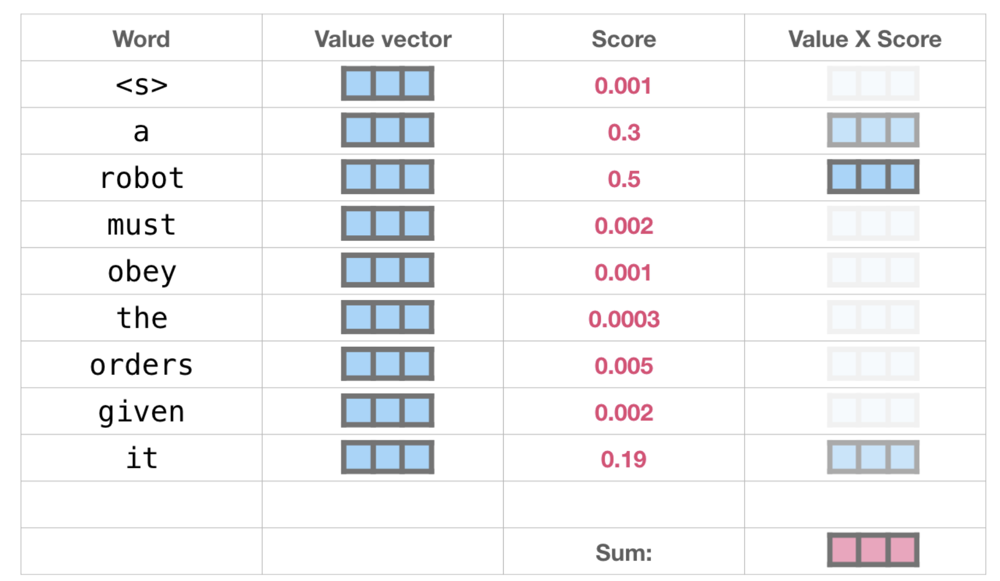 Word Value vector Score Value X Score
<s> 0.001
a 0.3
robot 0.5
must 0.002
obey 0.001
the 0.0003
orders 0.005
given 0.002
it 0.19
Sum: